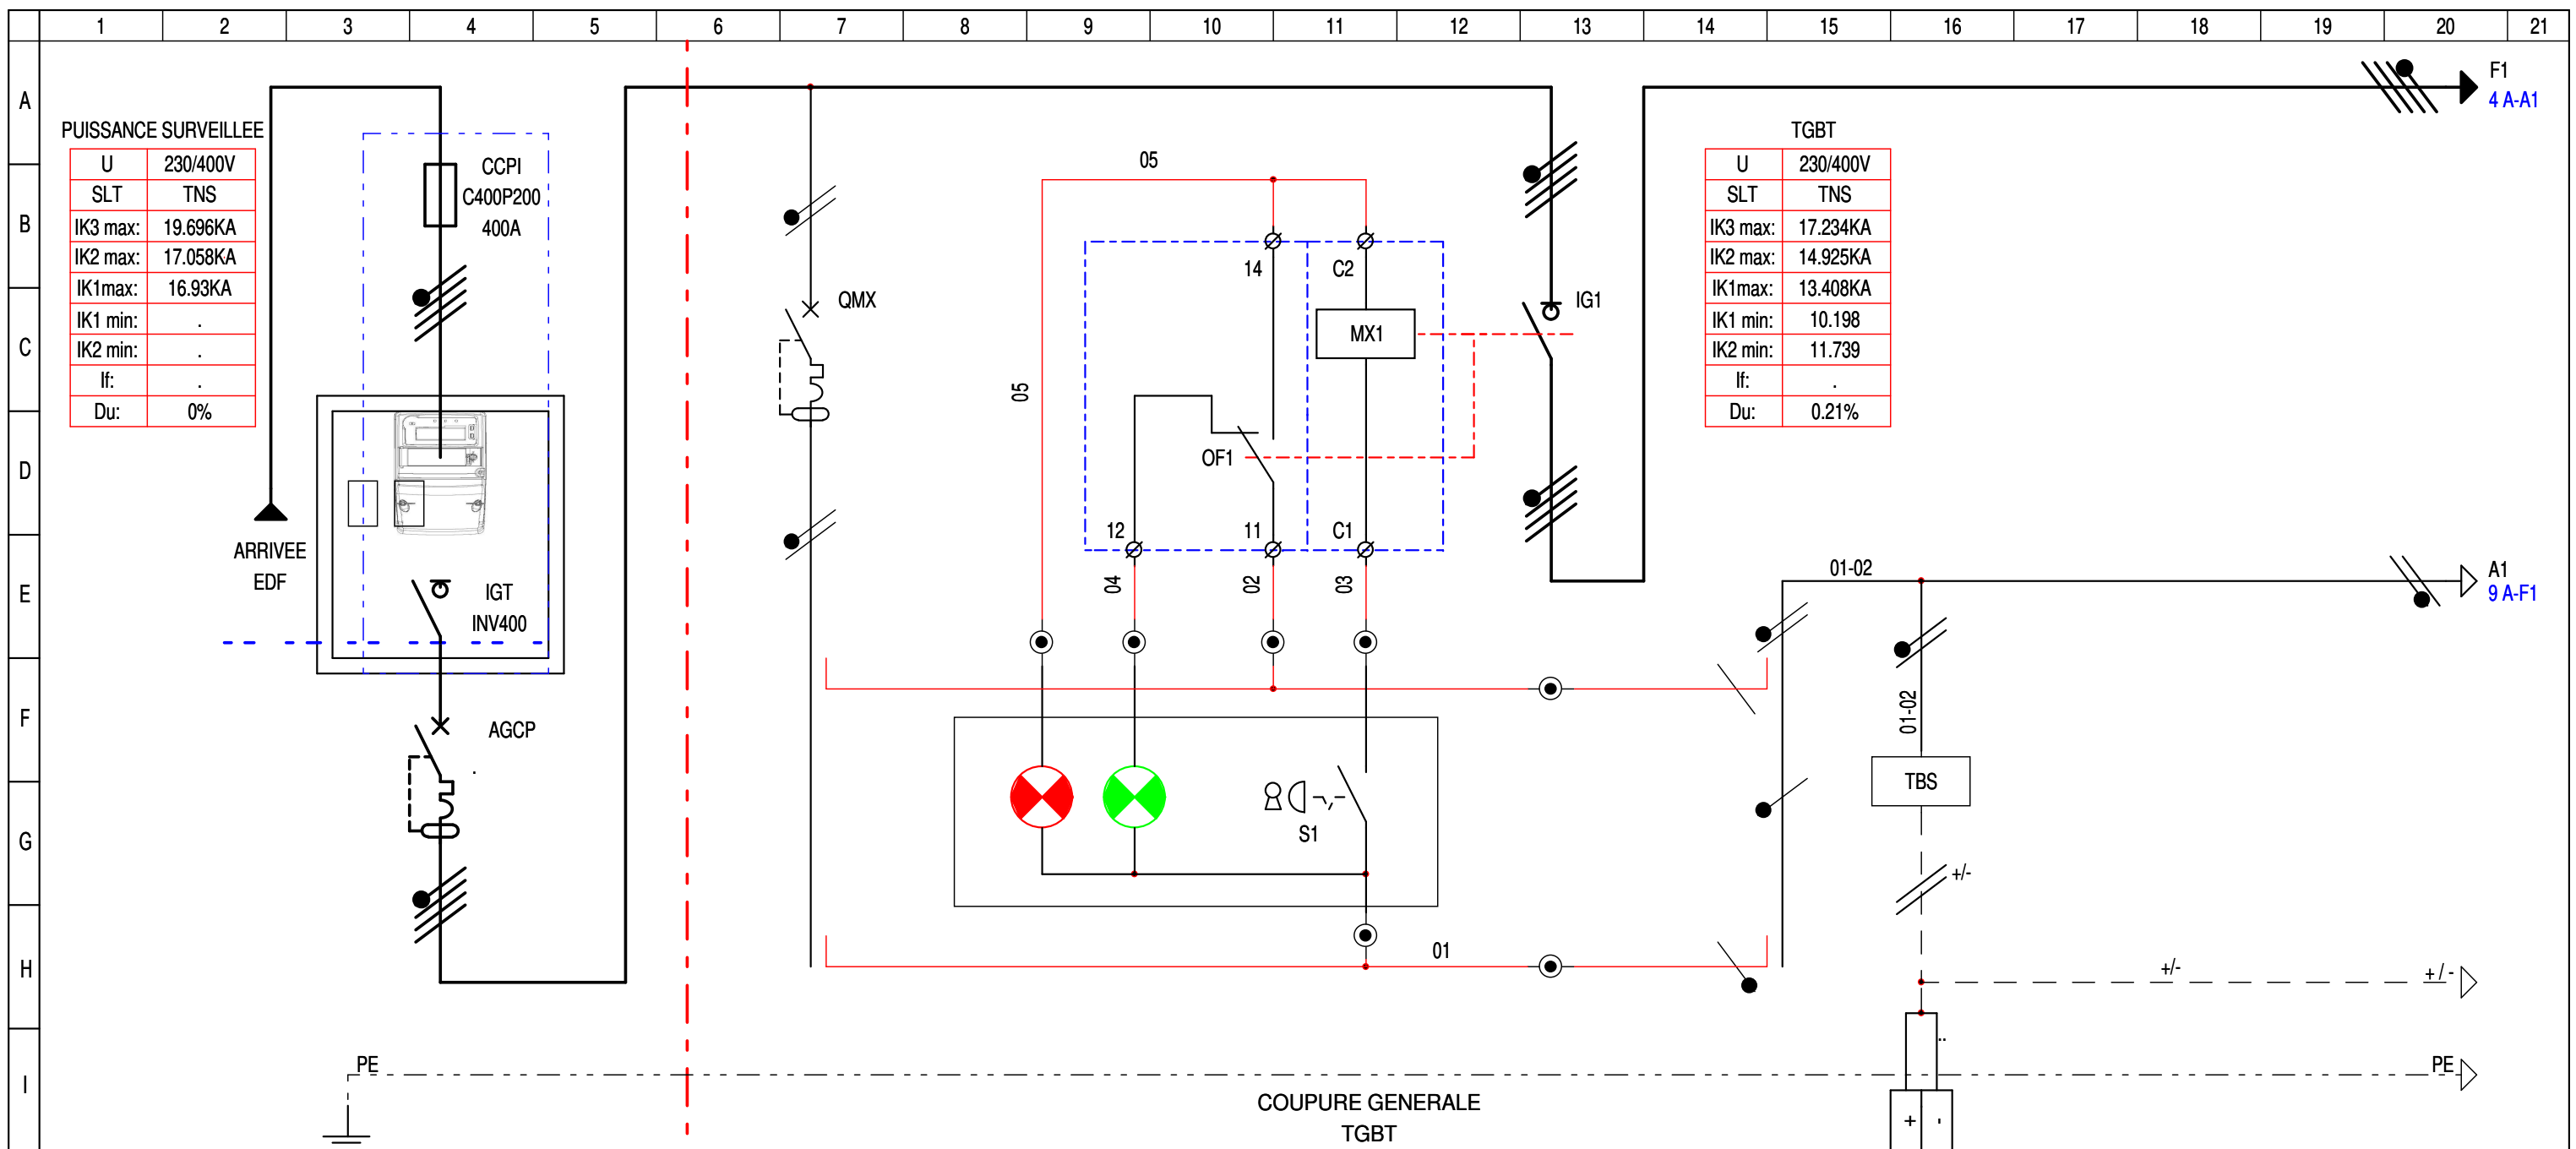 1 2 3 4 5 6 7 8 9 10 11 12 13 14 15 16 17 18 19 20 21
A
B
C
D
E
F
G
H
I
PUISSANCE SURVEILLEE
U 230/400V
SLT TNS
IK3 max: 19.696KA
IK2 max: 17.058KA
IK1max: 16.93KA
IK1 min: .
IK2 min: .
If: .
Du: 0%
ARRIVEE
EDF
CCPI
C400P200
400A
IGT
INV400
AGCP
.
PE
QMX
05
05
14
C2
MX1
OF1
12
11
C1
04
02
03
S1
01
IG1
TGBT
U 230/400V
SLT TNS
IK3 max: 17.234KA
IK2 max: 14.925KA
IK1max: 13.408KA
IK1 min: 10.198
IK2 min: 11.739
If: .
Du: 0.21%
F1
4 A-A1
01-02
A1
9 A-F1
01-02
TBS
+/-
+/-
+ / -
..
PE
+ -
COUPURE GENERALE
TGBT